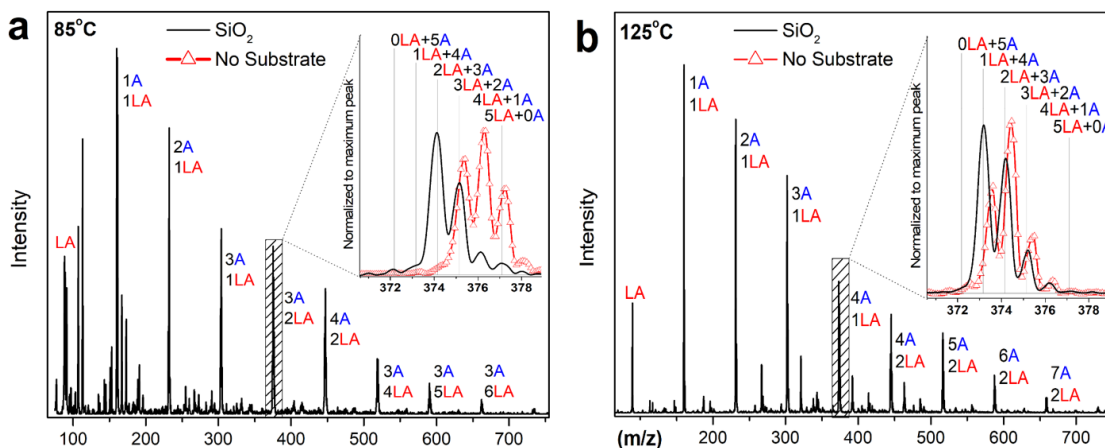 a
85°C
SiO2
No Substrate
Intensity
LA
1A
1LA
2A
1LA
3A
1LA
3A
2LA
4A
2LA
3A
4LA
3A
5LA
3A
6LA
100 200 300 400 500 600 700
Normalized to maximum peak
0LA+5A
1LA+4A
2LA+3A
3LA+2A
4LA+1A
5LA+0A
372 374 376 378
b
125°C
SiO2
No Substrate
Intensity
LA
1A
1LA
2A
1LA
3A
1LA
4A
1LA
4A
2LA
5A
2LA
6A
2LA
7A
2LA
(m/z) 200 300 400 500 600 700
Normalized to maximum peak
0LA+5A
1LA+4A
2LA+3A
3LA+2A
4LA+1A
5LA+0A
372 374 376 378